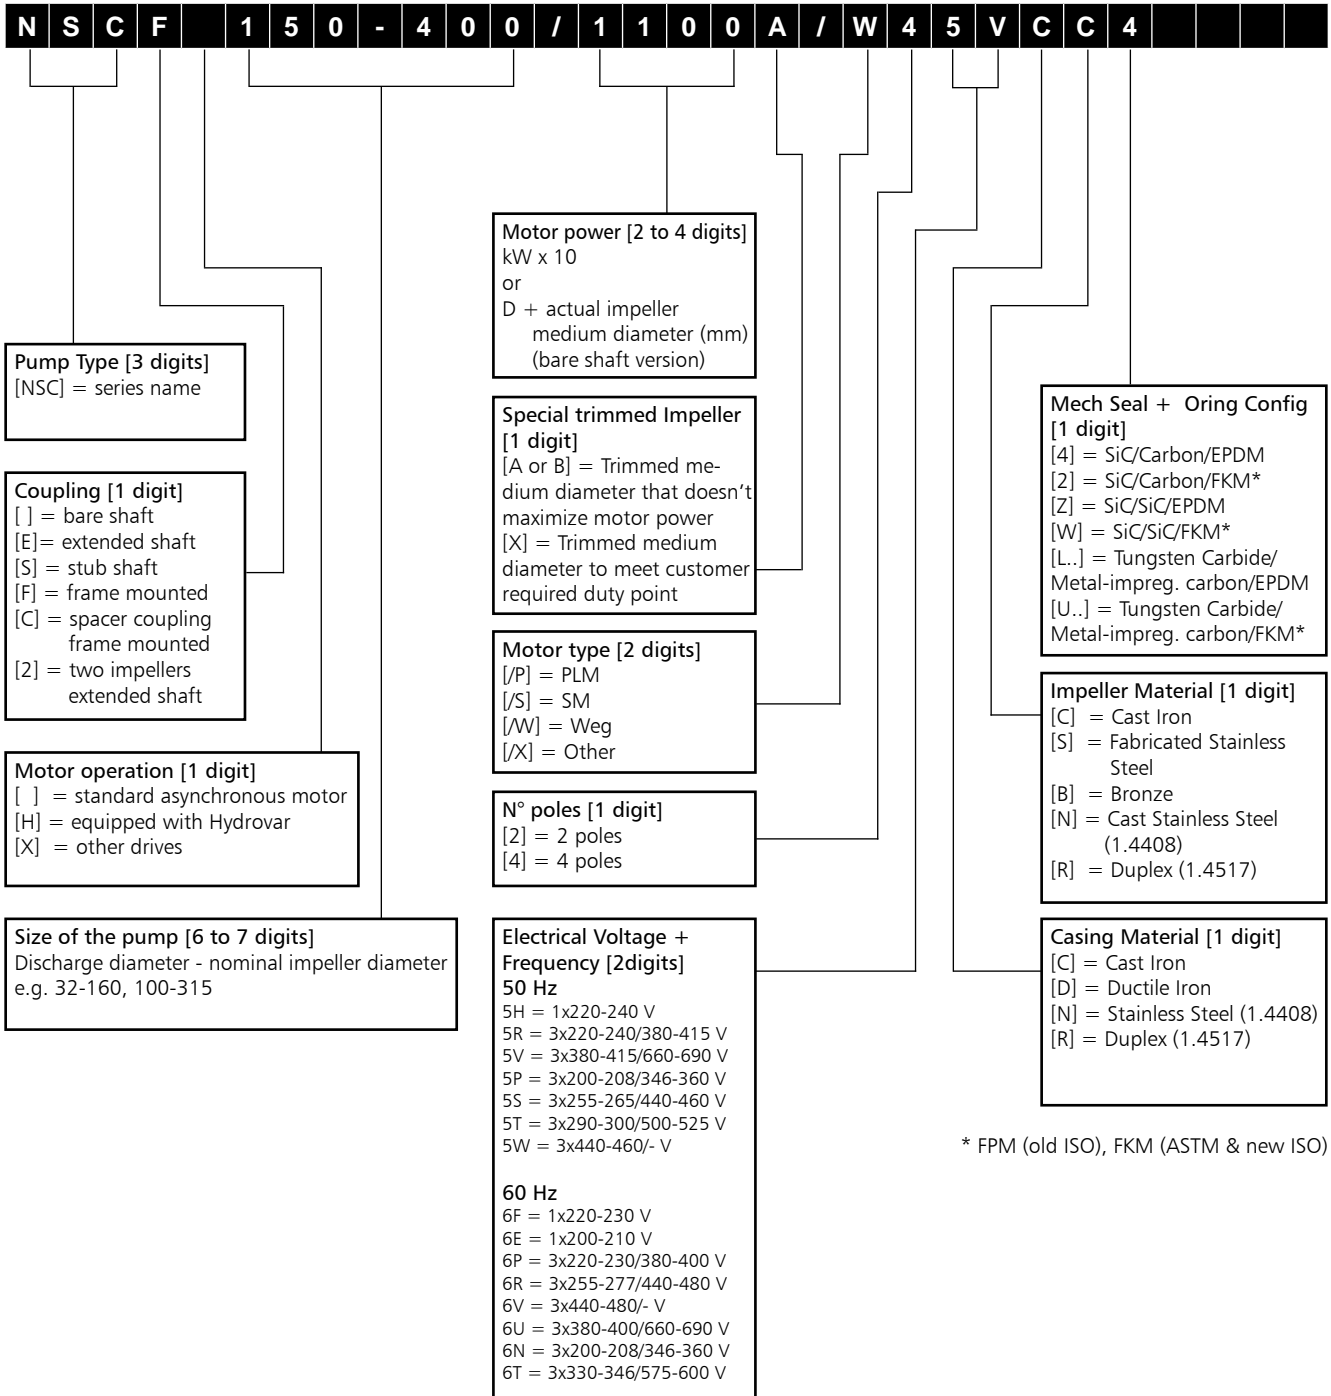 NSCF 150-400/1100A/W45VCC4
Motor power [2 to 4 digits]
kW x 10
or
D + actual impeller
medium diameter (mm)
(bare shaft version)
Pump Type [3 digits]
[NSC] = series name
Special trimmed Impeller
[1 digit]
[A or B] = Trimmed me-
dium diameter that doesn't
maximize motor power
[X] = Trimmed medium
diameter to meet customer
required duty point
Mech Seal + Oring Config
[1 digit]
[4] = SiC/Carbon/EPDM
[2] = SiC/Carbon/FKM*
[Z] = SiC/SiC/EPDM
[W] = SiC/SiC/FKM*
[L..] = Tungsten Carbide/
Metal-impreg. carbon/EPDM
[U..] = Tungsten Carbide/
Metal-impreg. carbon/FKM*
Coupling [1 digit]
[ ] = bare shaft
[E]= extended shaft
[S] = stub shaft
[F] = frame mounted
[C] = spacer coupling
frame mounted
[2] = two impellers
extended shaft
Motor type [2 digits]
[/P] = PLM
[/S] = SM
[/W] = Weg
[/X] = Other
Impeller Material [1 digit]
[C] = Cast Iron
[S] = Fabricated Stainless
Steel
[B] = Bronze
[N] = Cast Stainless Steel
(1.4408)
[R] = Duplex (1.4517)
Motor operation [1 digit]
[ ] = standard asynchronous motor
[H] = equipped with Hydrovar
[X] = other drives
N° poles [1 digit]
[2] = 2 poles
[4] = 4 poles
Size of the pump [6 to 7 digits]
Discharge diameter - nominal impeller diameter
e.g. 32-160, 100-315
Electrical Voltage +
Frequency [2digits]
50 Hz
5H = 1x220-240 V
5R = 3x220-240/380-415 V
5V = 3x380-415/660-690 V
5P = 3x200-208/346-360 V
5S = 3x255-265/440-460 V
5T = 3x290-300/500-525 V
5W = 3x440-460/- V
60 Hz
6F = 1x220-230 V
6E = 1x200-210 V
6P = 3x220-230/380-400 V
6R = 3x255-277/440-480 V
6V = 3x440-480/- V
6U = 3x380-400/660-690 V
6N = 3x200-208/346-360 V
6T = 3x330-346/575-600 V
Casing Material [1 digit]
[C] = Cast Iron
[D] = Ductile Iron
[N] = Stainless Steel (1.4408)
[R] = Duplex (1.4517)
* FPM (old ISO), FKM (ASTM & new ISO)